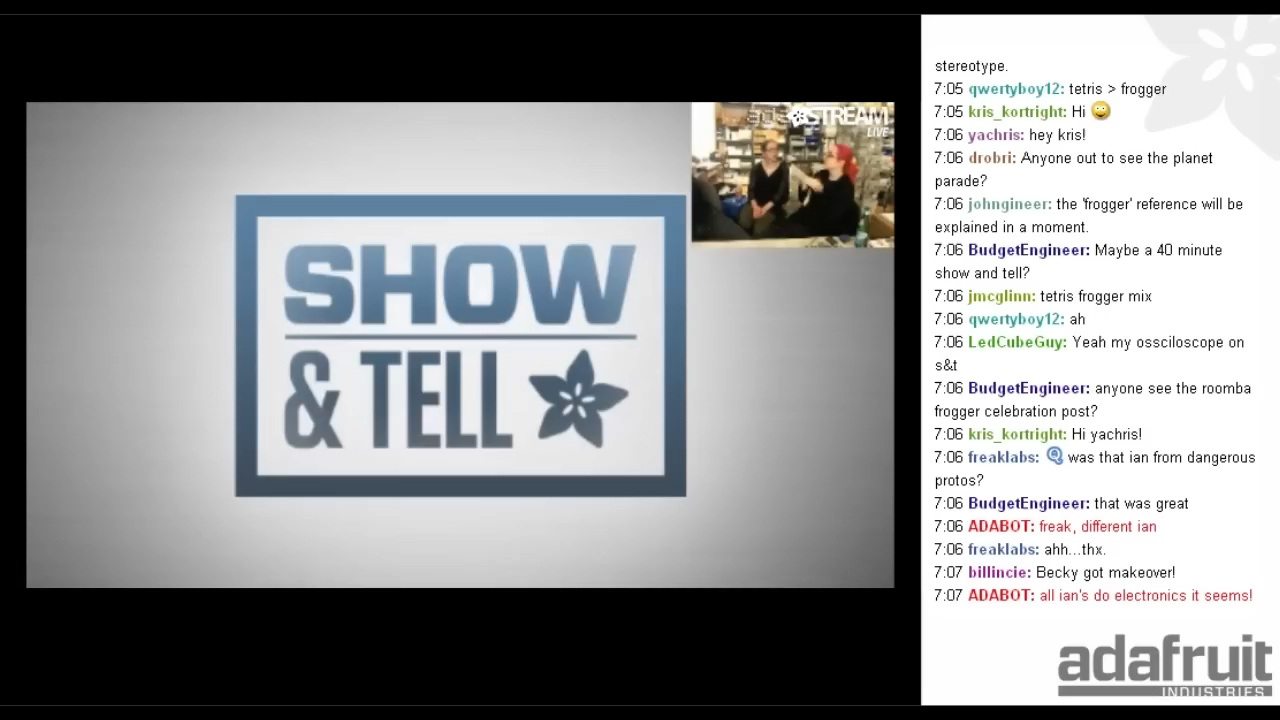 STREAM
LIVE
SHOW
& TELL
stereotype.
7:05 qwertyboy12: tetris > frogger
7:05 kris_kortright: Hi
7:06 yachris: hey kris!
7:06 drobri: Anyone out to see the planet
parade?
7:06 johngineer: the 'frogger' reference will be
explained in a moment.
7:06 BudgetEngineer: Maybe a 40 minute
show and tell?
7:06 jmcglinn: tetris frogger mix
7:06 qwertyboy12: ah
7:06 LedCubeGuy: Yeah my ossciloscope on
s&t
7:06 BudgetEngineer: anyone see the roomba
frogger celebration post?
7:06 kris_kortright: Hi yachris!
7:06 freaklabs: was that ian from dangerous
protos?
7:06 BudgetEngineer: that was great
7:06 ADABOT: freak, different ian
7:06 freaklabs: ahh...thx.
7:07 billincie: Becky got makeover!
7:07 ADABOT: all ian's do electronics it seems!
adafruit
INDUSTRIES